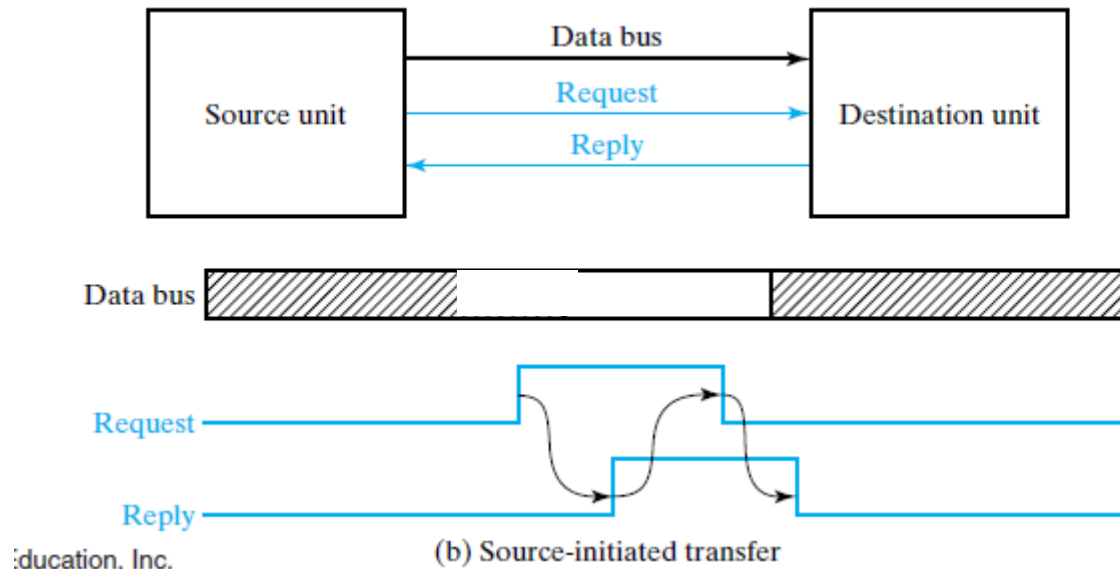 Data bus
Source unit
Request
Destination unit
Reply
Data bus
Request
Reply
Education, Inc.
(b) Source-initiated transfer